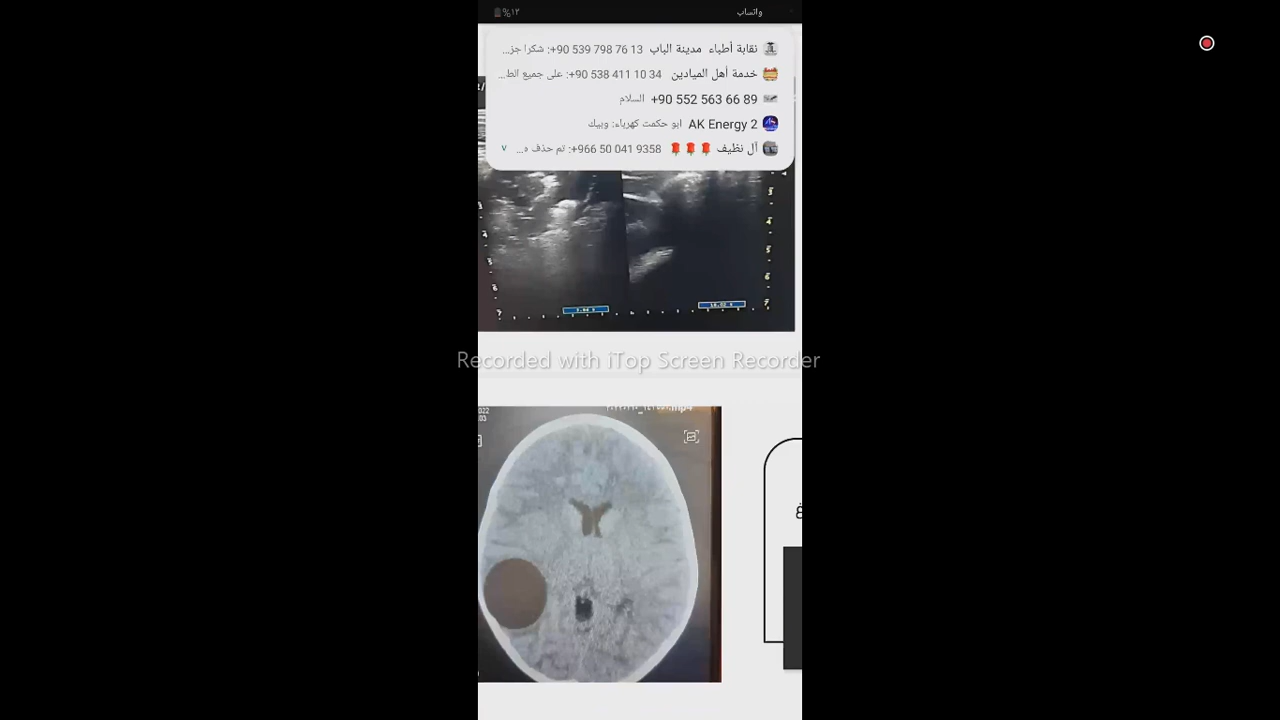 واتساب
%١٢
نقابة أطباء مدينة الباب +90 539 798 76 13: شكرا جز...
خدمة أهل الميادين +90 538 411 10 34: على جميع الط...
+90 552 563 66 89 السلام
AK Energy 2 ابو حكمت كهرباء: وبيك
آل نظيف 🌹🌹🌹 +966 50 041 9358: تم حذف ه...
Recorded with iTop Screen Recorder